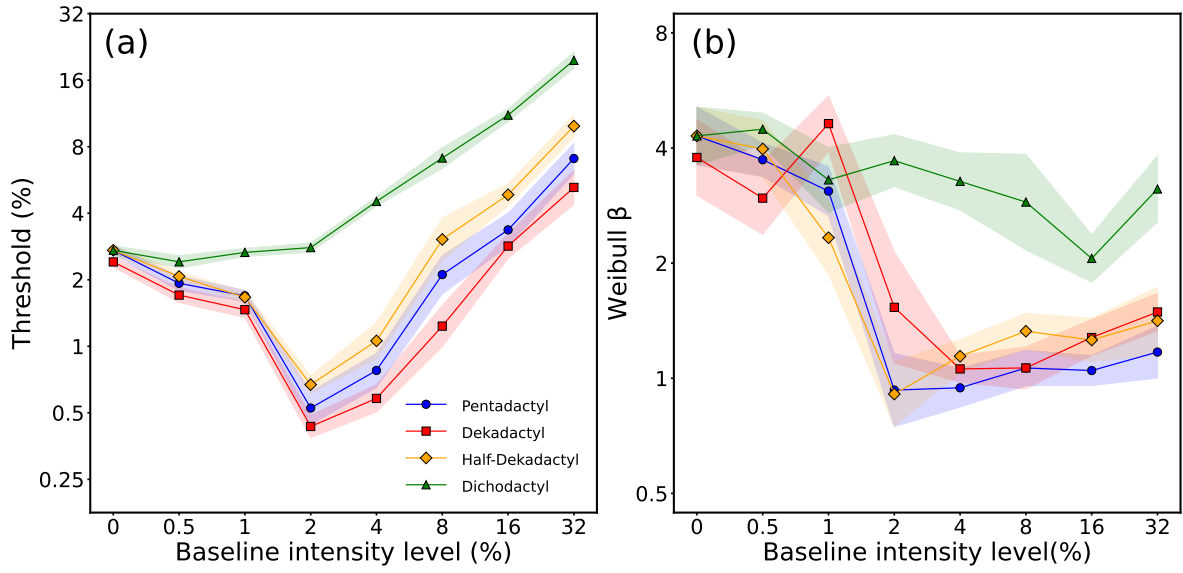 (a)
Threshold (%)
32
16
8
4
2
1
0.5
0.25
Pentadactyl
Dekadactyl
Half-Dekadactyl
Dichodactyl
0 0.5 1 2 4 8 16 32
Baseline intensity level (%)
(b)
Weibull β
8
4
2
1
0.5
0 0.5 1 2 4 8 16 32
Baseline intensity level(%)